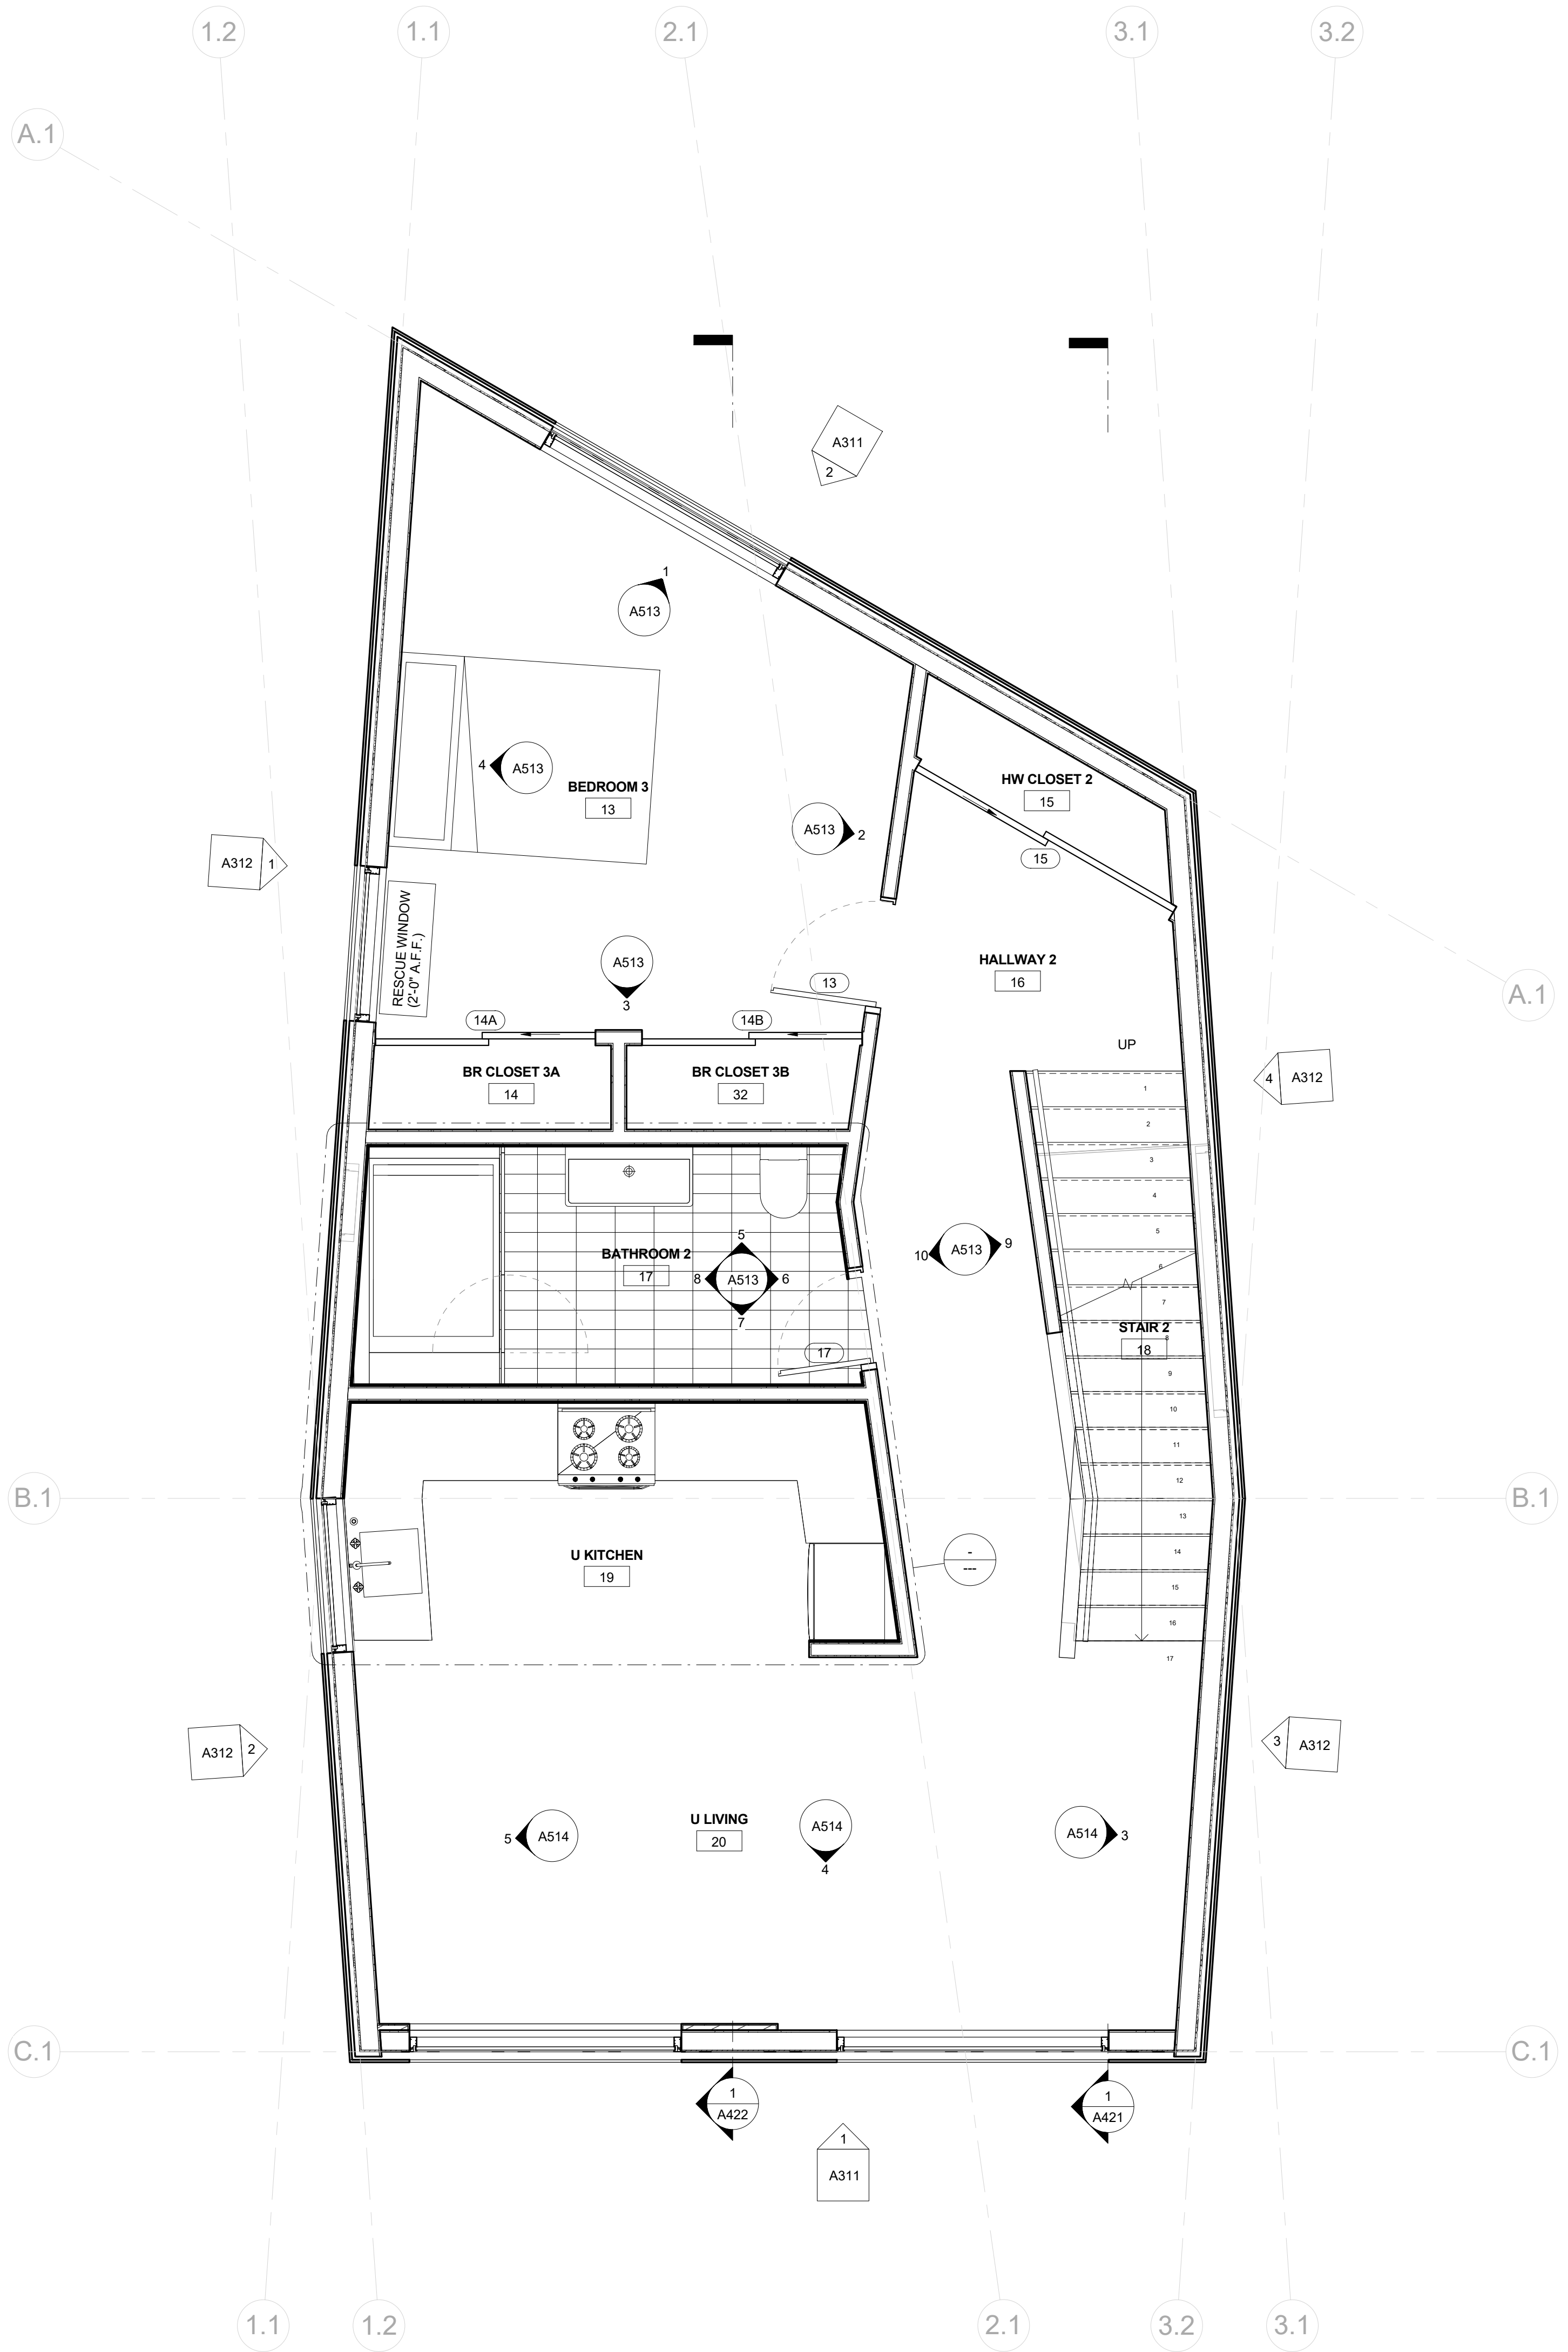 1.2
1.1
2.1
3.1
3.2
A.1
A311
2
1
A513
4
A513
BEDROOM 3
13
HW CLOSET 2
15
A513
2
15
A312
1
RESCUE WINDOW
(2'-0" A.F.F.)
A513
3
HALLWAY 2
16
13
A.1
14A
14B
UP
BR CLOSET 3A
14
BR CLOSET 3B
32
4
A312
1
2
3
4
5
6
7
8
9
10
11
12
13
14
15
16
17
BATHROOM 2
17
5
8
A513
6
7
10
A513
9
STAIR 2
18
17
B.1
B.1
U KITCHEN
19
-
---
A312
2
3
A312
U LIVING
20
5
A514
A514
4
A514
3
C.1
C.1
1
A422
1
A421
1
A311
1.1
1.2
2.1
3.2
3.1